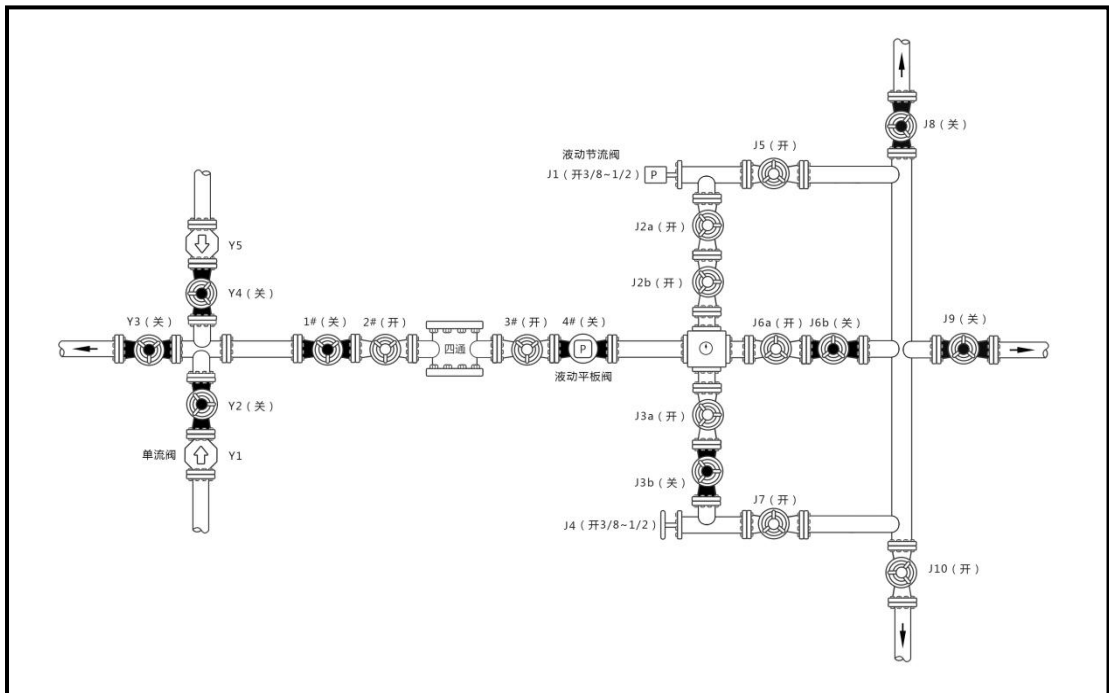 J8（关）
J5（开）
液动节流阀
J1（开3/8~1/2）
P
J2a（开）
Y5
J2b（开）
Y4（关）
Y3（关）
1#（关）
2#（开）
3#（开）
4#（关）
J6a（开）
J6b（关）
J9（关）
四通
P
液动平板阀
Y2（关）
J3a（开）
单流阀
Y1
J3b（关）
J7（开）
J4（开3/8~1/2）
J10（开）